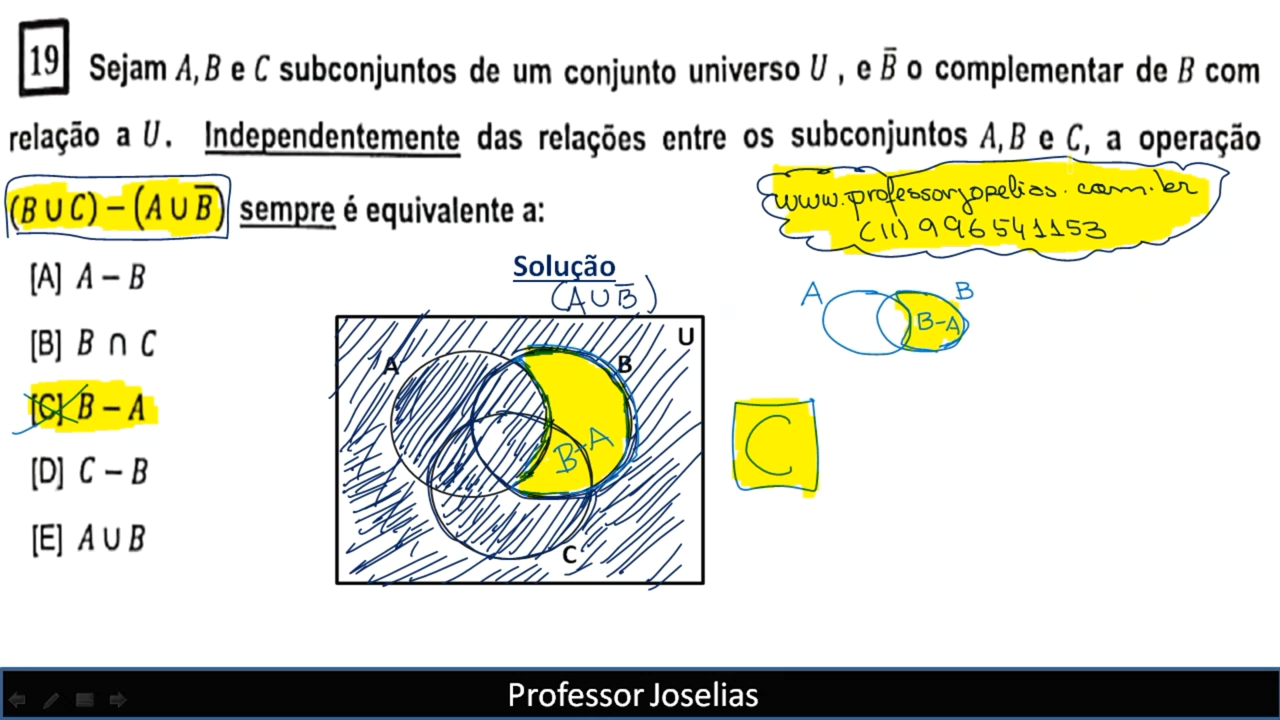 19 Sejam A, B e C subconjuntos de um conjunto universo U , e B̅ o complementar de B com
relação a U. Independentemente das relações entre os subconjuntos A, B e C, a operação
(B ∪ C) − (A ∪ B̅) sempre é equivalente a:
www.professorjoselias.com.br
(11) 996541153
[A] A − B
[B] B ∩ C
[C] B − A
[D] C − B
[E] A ∪ B
Solução
(A ∪ B̅)
U
A
B
B-A
C
A
B
B-A
C
Professor Joselias